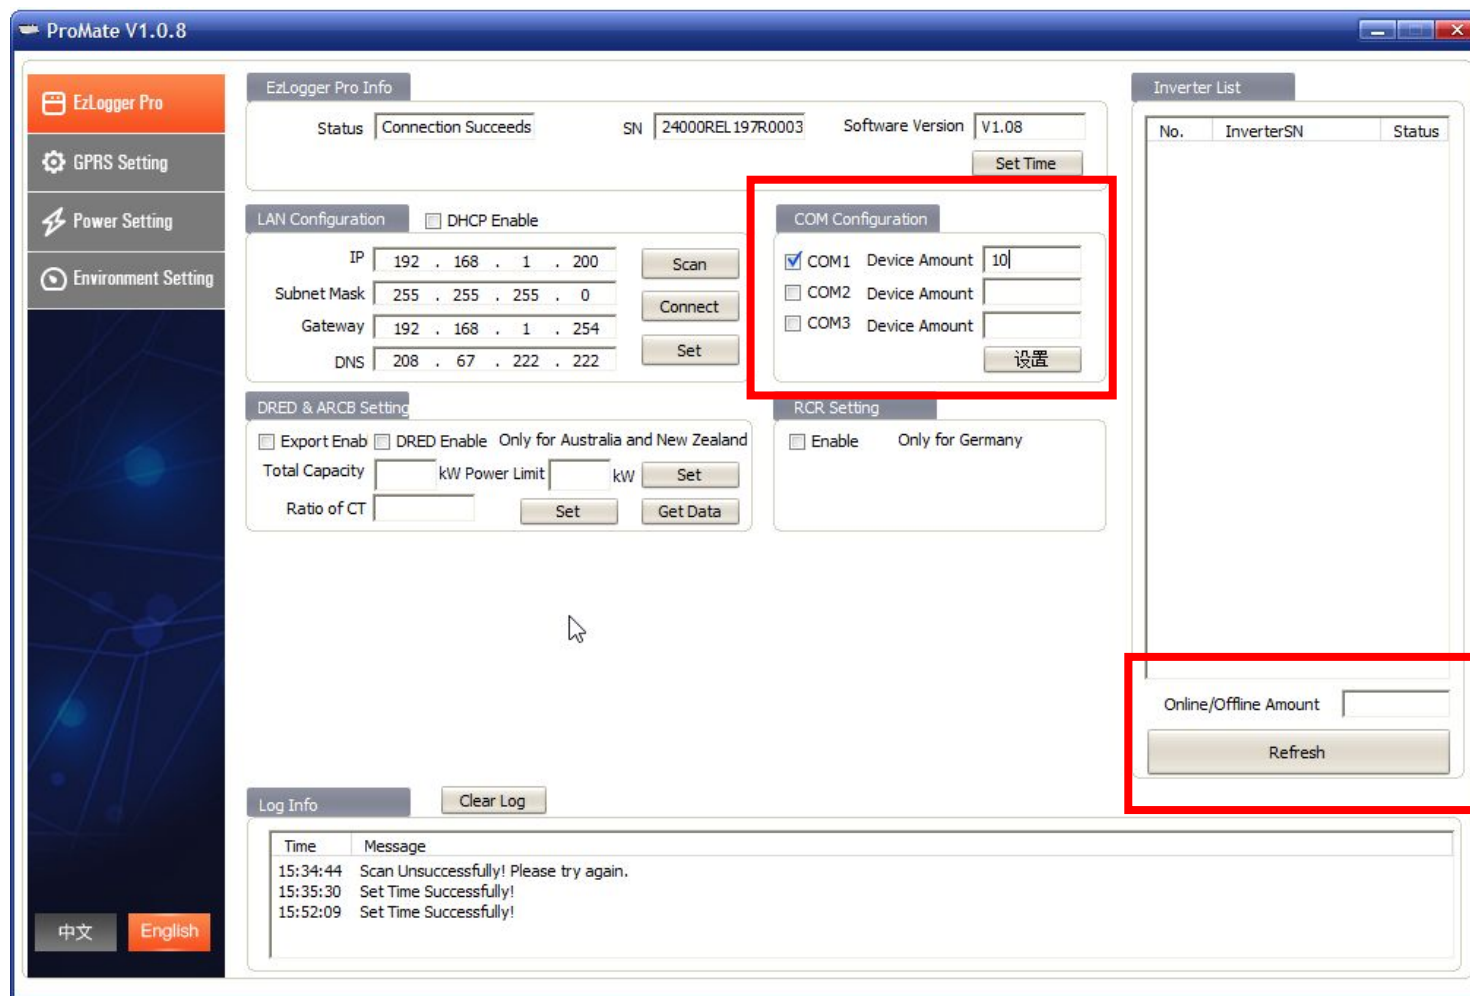 ProMate V1.0.8
EzLogger Pro
GPRS Setting
Power Setting
Environment Setting
中文
English
EzLogger Pro Info
Status Connection Succeeds SN 24000REL197R0003 Software Version V1.08
Set Time
LAN Configuration DHCP Enable
IP 192 . 168 . 1 . 200 Scan
Subnet Mask 255 . 255 . 255 . 0 Connect
Gateway 192 . 168 . 1 . 254
DNS 208 . 67 . 222 . 222 Set
COM Configuration
COM1 Device Amount 10
COM2 Device Amount
COM3 Device Amount
设置
DRED & ARCB Setting
Export Enab DRED Enable Only for Australia and New Zealand
Total Capacity kW Power Limit kW Set
Ratio of CT Set Get Data
RCR Setting
Enable Only for Germany
Inverter List
No. InverterSN Status
Online/Offline Amount
Refresh
Log Info Clear Log
Time Message
15:34:44 Scan Unsuccessfully! Please try again.
15:35:30 Set Time Successfully!
15:52:09 Set Time Successfully!